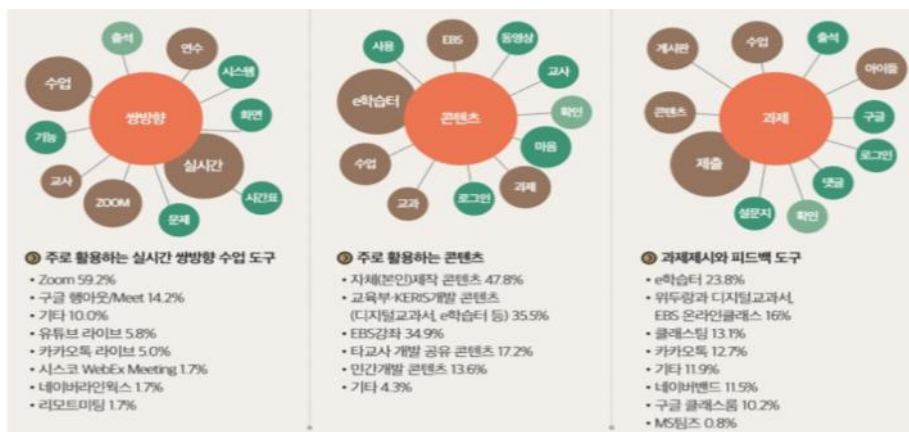 출석
연수
수업
시스템
쌍방향
화면
기능
실시간
교사
ZOOM
시간표
문제
주로 활용하는 실시간 쌍방향 수업 도구
• Zoom 59.2%
• 구글 행아웃/Meet 14.2%
• 기타 10.0%
• 유튜브 라이브 5.8%
• 카카오톡 라이브 5.0%
• 시스코 WebEx Meeting 1.7%
• 네이버라인웍스 1.7%
• 리모트미팅 1.7%
사용
EBS
동영상
교사
e학습터
콘텐츠
확인
마음
수업
과제
교과
로그인
주로 활용하는 콘텐츠
• 자체(본인)제작 콘텐츠 47.8%
• 교육부·KERIS개발 콘텐츠
(디지털교과서, e학습터 등) 35.5%
• EBS강좌 34.9%
• 타교사 개발 공유 콘텐츠 17.2%
• 민간개발 콘텐츠 13.6%
• 기타 4.3%
게시판
수업
출석
아이들
콘텐츠
과제
구글
로그인
제출
댓글
설문지
확인
과제제시와 피드백 도구
• e학습터 23.8%
• 위두랑과 디지털교과서,
EBS 온라인클래스 16%
• 클래스팅 13.1%
• 카카오톡 12.7%
• 기타 11.9%
• 네이버밴드 11.5%
• 구글 클래스룸 10.2%
• MS팀즈 0.8%